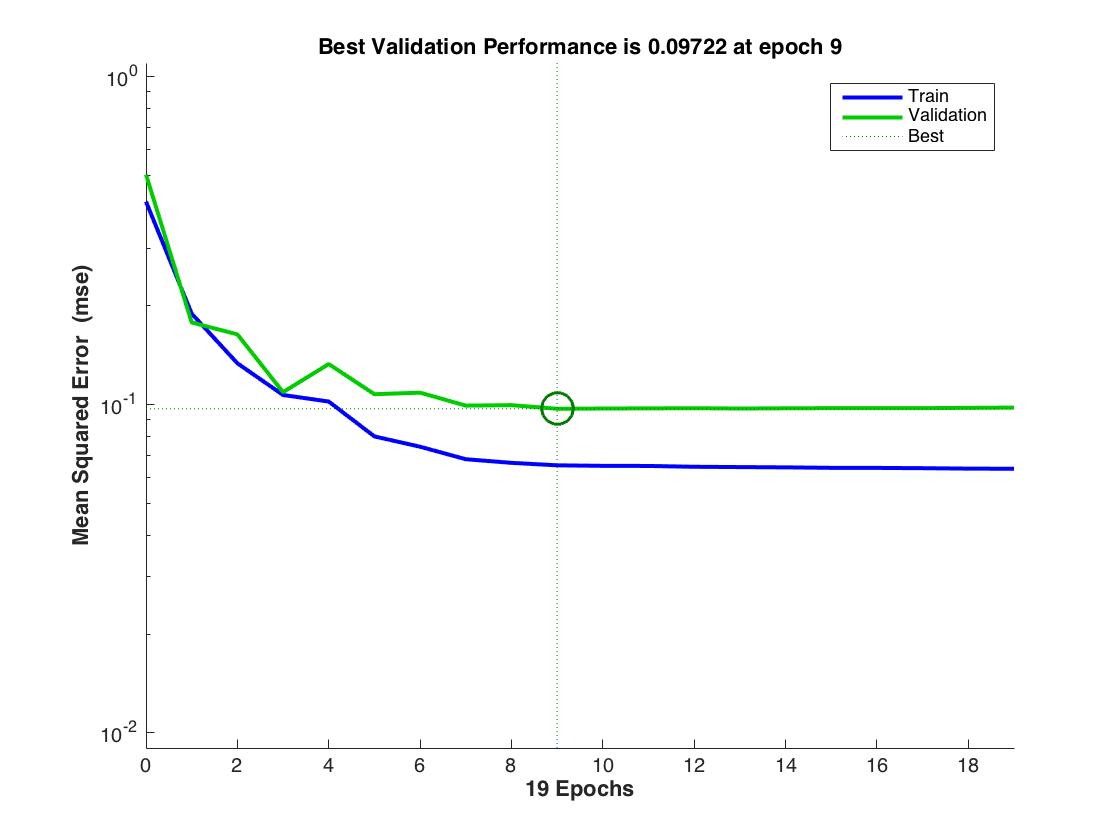 Best Validation Performance is 0.09722 at epoch 9
10^0
Train
Validation
Best
Mean Squared Error (mse)
10^-1
10^-2
0 2 4 6 8 10 12 14 16 18
19 Epochs